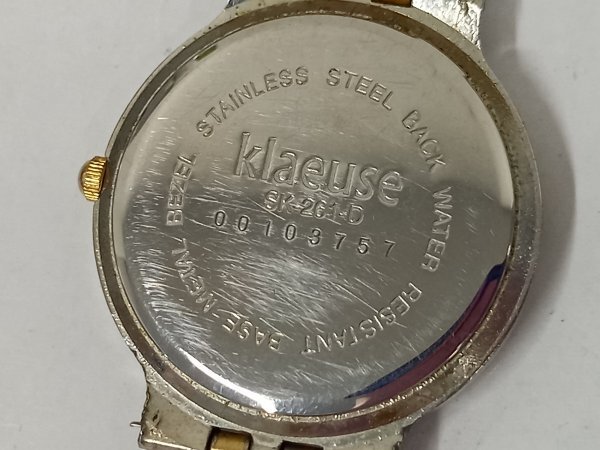 STAINLESS STEEL BACK WATER RESISTANT BASE METAL BEZEL
klaeuse
SK-261-D
00103757